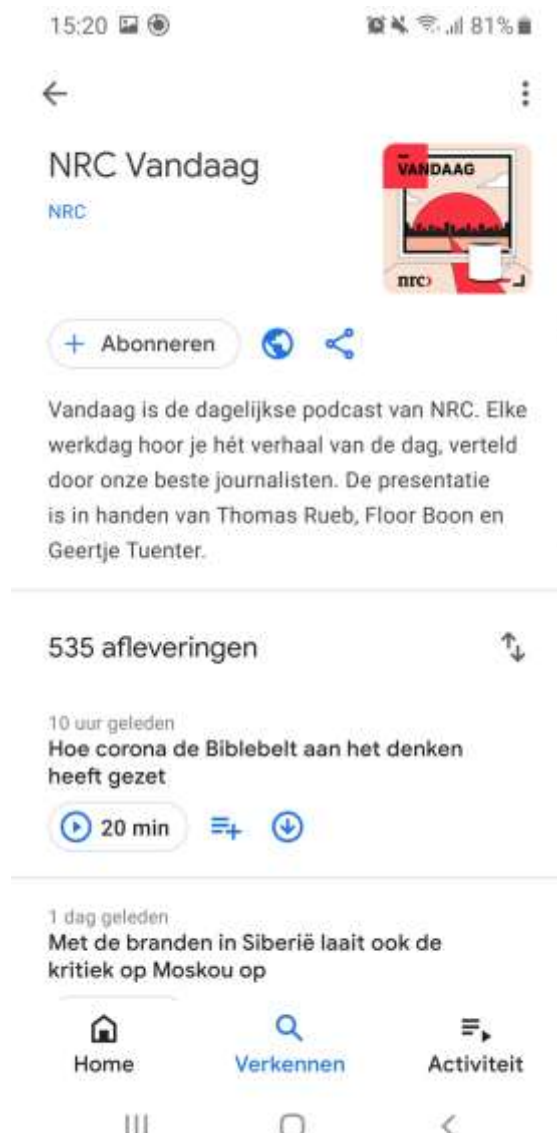 15:20 81%
NRC Vandaag
NRC
VANDAAG
nrc>
+ Abonneren
Vandaag is de dagelijkse podcast van NRC. Elke
werkdag hoor je hét verhaal van de dag, verteld
door onze beste journalisten. De presentatie
is in handen van Thomas Rueb, Floor Boon en
Geertje Tuenter.
535 afleveringen
10 uur geleden
Hoe corona de Biblebelt aan het denken
heeft gezet
20 min
1 dag geleden
Met de branden in Siberië laait ook de
kritiek op Moskou op
Home Verkennen Activiteit